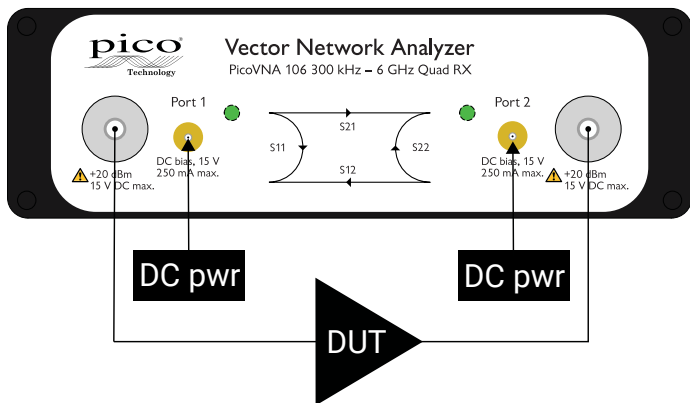 pico
Technology
Vector Network Analyzer
PicoVNA 106 300 kHz – 6 GHz Quad RX
Port 1
Port 2
S21
S11
S22
S12
+20 dBm
15 V DC max.
DC bias, 15 V
250 mA max.
DC bias, 15 V
250 mA max.
+20 dBm
15 V DC max.
DC pwr
DC pwr
DUT